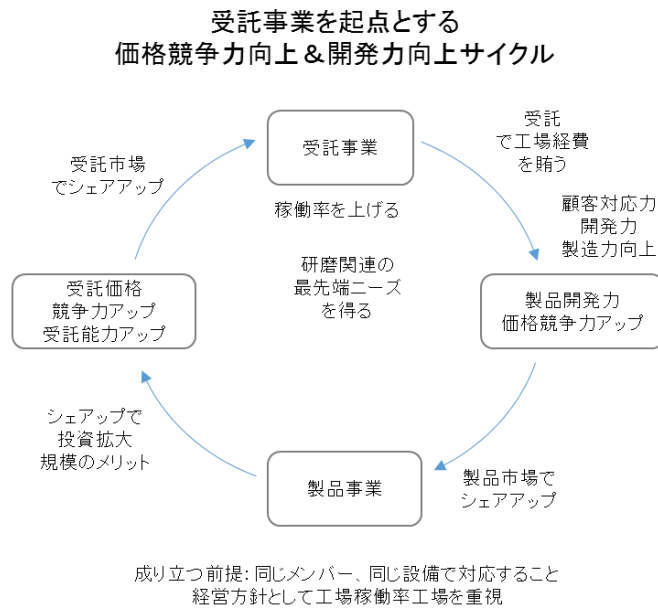 受託事業を起点とする
価格競争力向上＆開発力向上サイクル
受託事業
受託
で工場経費
を賄う
受託市場
でシェアアップ
稼働率を上げる
顧客対応力
開発力
製造力向上
研磨関連の
最先端ニーズ
を得る
受託価格
競争力アップ
受託能力アップ
製品開発力
価格競争力アップ
シェアップで
投資拡大
規模のメリット
製品事業
製品市場で
シェアアップ
成り立つ前提：同じメンバー、同じ設備で対応すること
経営方針として工場稼働率工場を重視